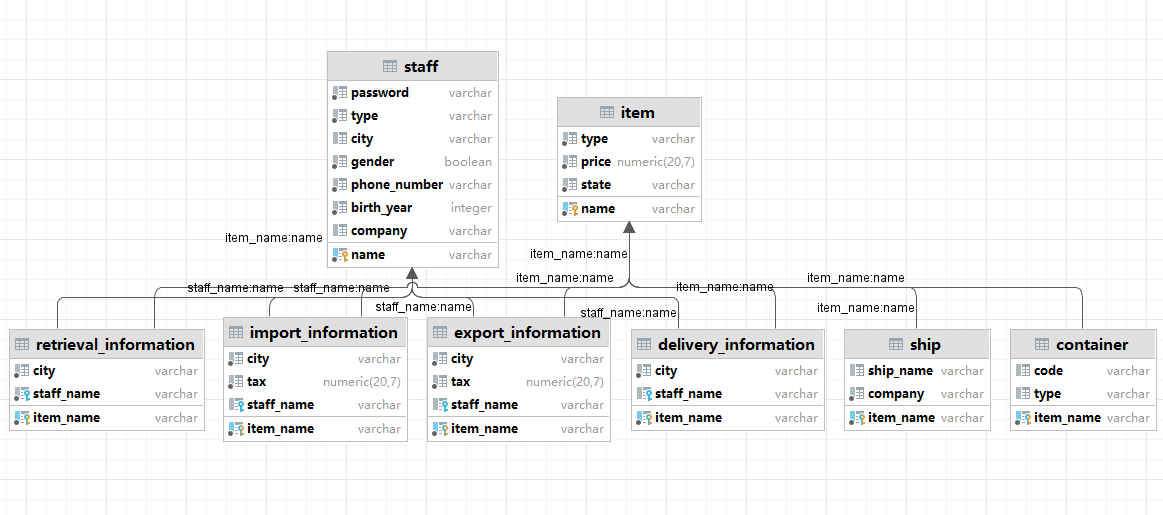 staff
password varchar
type varchar
city varchar
gender boolean
phone_number varchar
birth_year integer
company varchar
name varchar
item
type varchar
price numeric(20,7)
state varchar
name varchar
item_name:name
item_name:name
item_name:name
item_name:name
staff_name:name
staff_name:name
item_name:name
staff_name:name
staff_name:name
item_name:name
retrieval_information
city varchar
staff_name varchar
item_name varchar
import_information
city varchar
tax numeric(20,7)
staff_name varchar
item_name varchar
export_information
city varchar
tax numeric(20,7)
staff_name varchar
item_name varchar
delivery_information
city varchar
staff_name varchar
item_name varchar
ship
ship_name varchar
company varchar
item_name varchar
container
code varchar
type varchar
item_name varchar